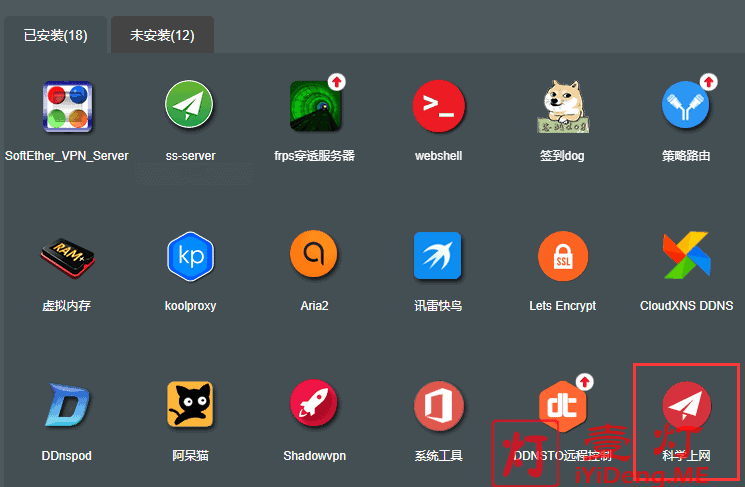 已安装(18)
未安装(12)
SoftEther_VPN_Server
ss-server
frps穿透服务器
webshell
签到dog
策略路由
RAM+
虚拟内存
kp
koolproxy
Aria2
讯雷快鸟
SSL
Lets Encrypt
CloudXNS DDNS
DDnspod
阿呆猫
Shadowvpn
系统工具
dt
DDNSTO远程控制
科学上网
灯 壹灯
iYiDeng.ME